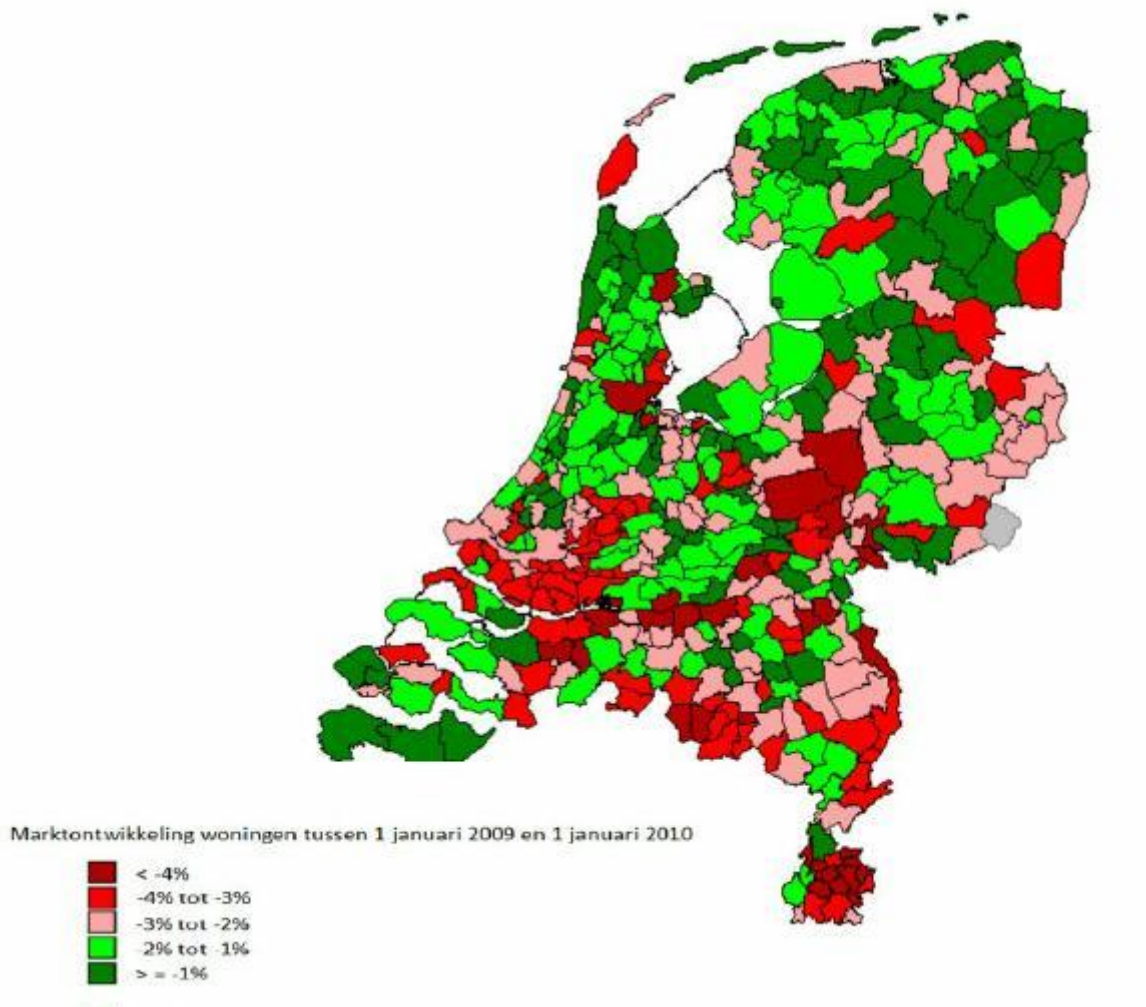 Marktontwikkeling woningen tussen 1 januari 2009 en 1 januari 2010
< -4%
-4% tot -3%
-3% tot -2%
-2% tot -1%
> = -1%